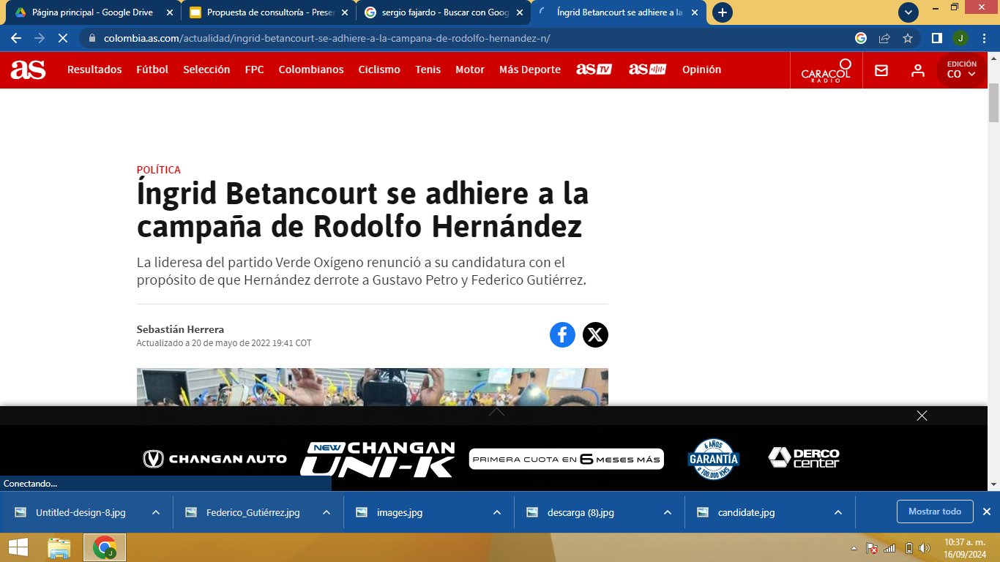 Página principal - Google Drive
Propuesta de consultoría - Preser
sergio fajardo - Buscar con Goog
Íngrid Betancourt se adhiere a la
colombia.as.com/actualidad/ingrid-betancourt-se-adhiere-a-la-campana-de-rodolfo-hernandez-n/
J
as
Resultados Fútbol Selección FPC Colombianos Ciclismo Tenis Motor Más Deporte as TV as Opinión
CARACOL
RADIO
EDICIÓN
CO
POLÍTICA
Íngrid Betancourt se adhiere a la
campaña de Rodolfo Hernández
La lideresa del partido Verde Oxígeno renunció a su candidatura con el
propósito de que Hernández derrote a Gustavo Petro y Federico Gutiérrez.
Sebastián Herrera
Actualizado a 20 de mayo de 2022 19:41 COT
CHANGAN AUTO
NEW CHANGAN
UNI-K
PRIMERA CUOTA EN 6 MESES MÁS
6 AÑOS
GARANTÍA
O 100.000 KMS
DERCO
center
Conectando...
Untitled-design-8.jpg
Federico_Gutiérrez.jpg
images.jpg
descarga (8).jpg
candidate.jpg
Mostrar todo
J
10:37 a. m.
16/09/2024